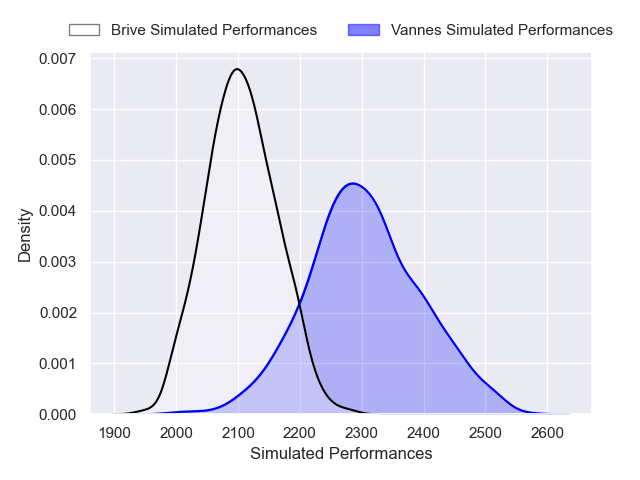 Brive Simulated Performances Vannes Simulated Performances
0.007
0.006
0.005
0.004
0.003
0.002
0.001
0.000
Density
1900 2000 2100 2200 2300 2400 2500 2600
Simulated Performances